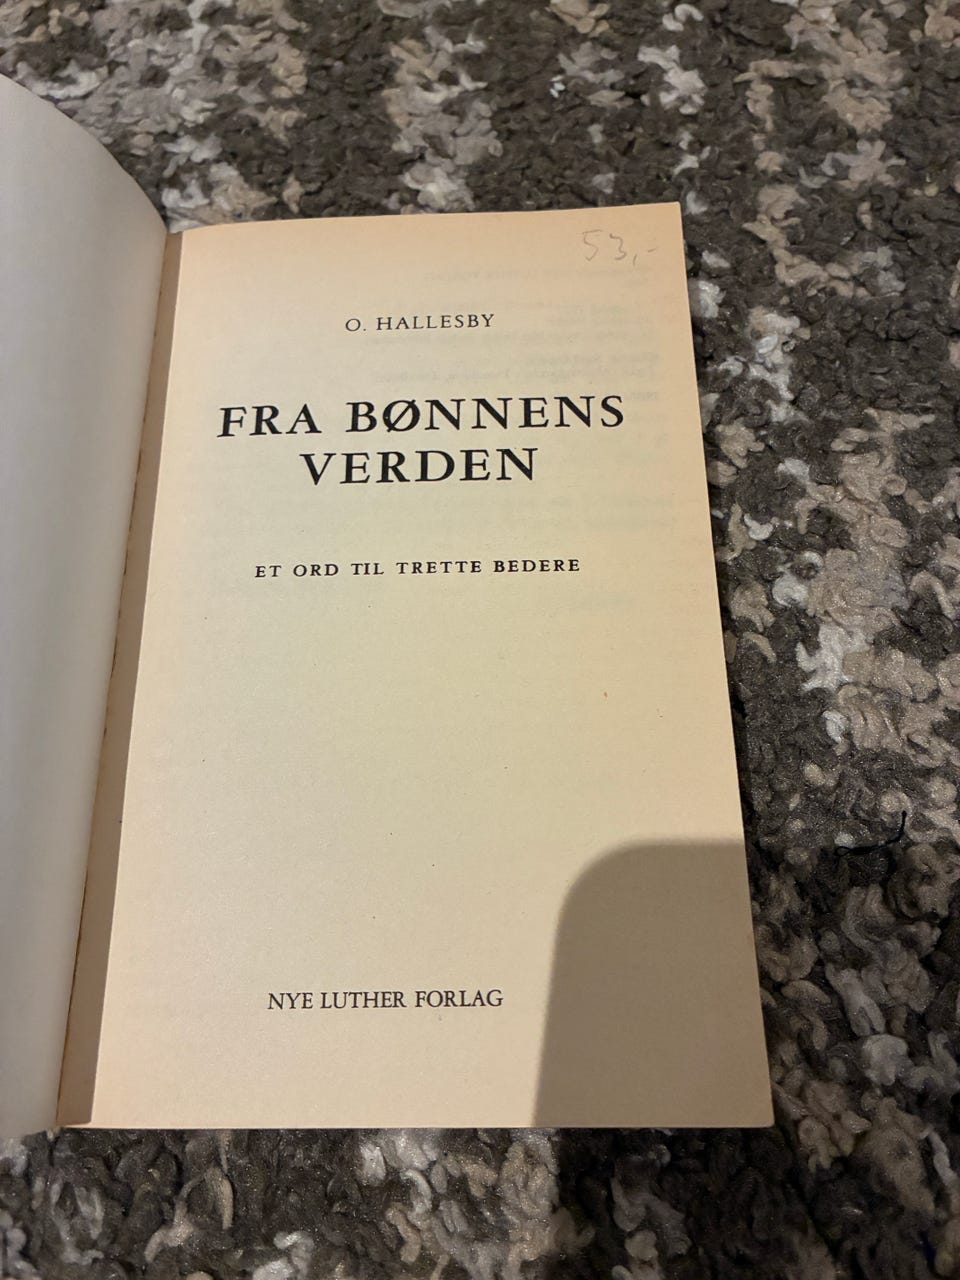 53,-
O. HALLESBY
FRA BØNNENS
VERDEN
ET ORD TIL TRETTE BEDERE
NYE LUTHER FORLAG